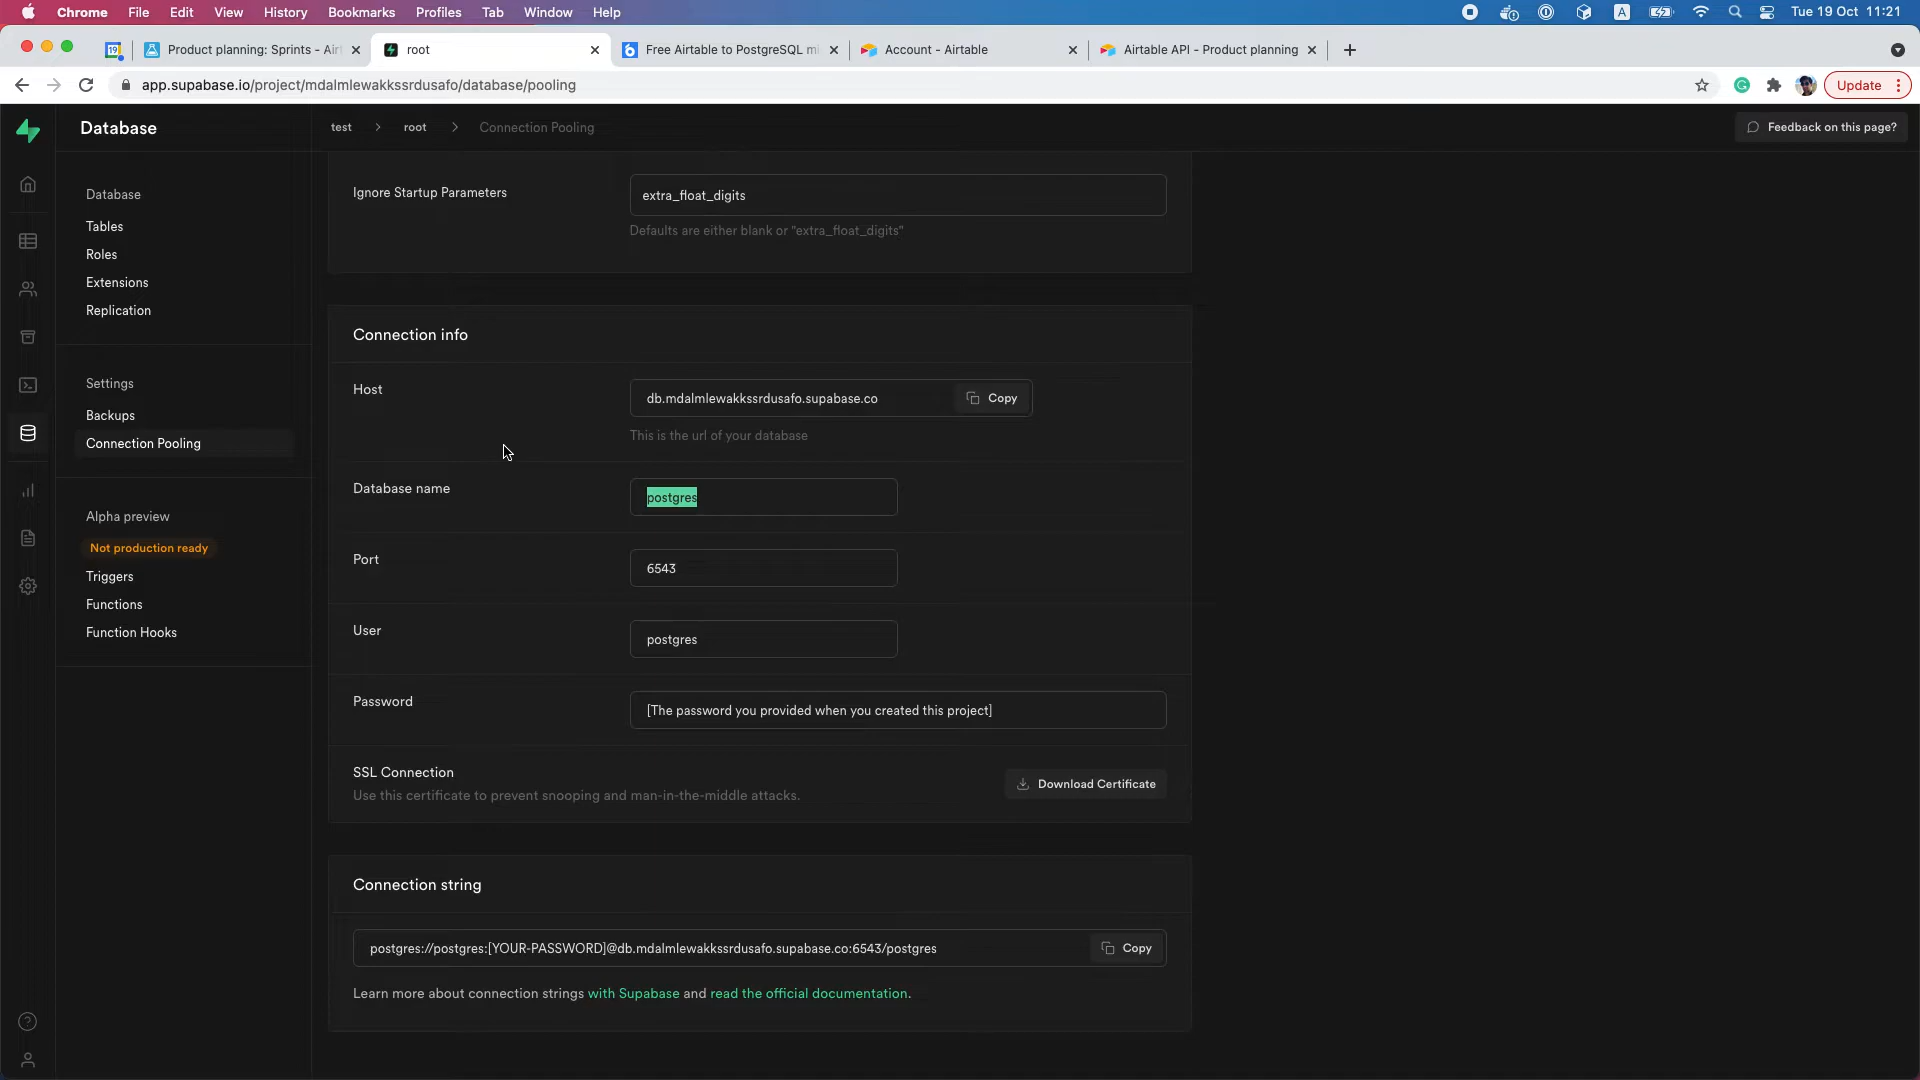 Chrome File Edit View History Bookmarks Profiles Tab Window Help A Tue 19 Oct 11:21
19 Product planning: Sprints - Air root Free Airtable to PostgreSQL mi Account - Airtable Airtable API - Product planning
app.supabase.io/project/mdalmlewakkssrdusafo/database/pooling Update
Database test > root > Connection Pooling Feedback on this page?
Database
Tables
Roles
Extensions
Replication
Settings
Backups
Connection Pooling
Alpha preview
Not production ready
Triggers
Functions
Function Hooks
Ignore Startup Parameters extra_float_digits
Defaults are either blank or "extra_float_digits"
Connection info
Host db.mdalmlewakkssrdusafo.supabase.co Copy
This is the url of your database
Database name postgres
Port 6543
User postgres
Password [The password you provided when you created this project]
SSL Connection
Use this certificate to prevent snooping and man-in-the-middle attacks. Download Certificate
Connection string
postgres://postgres:[YOUR-PASSWORD]@db.mdalmlewakkssrdusafo.supabase.co:6543/postgres Copy
Learn more about connection strings with Supabase and read the official documentation.